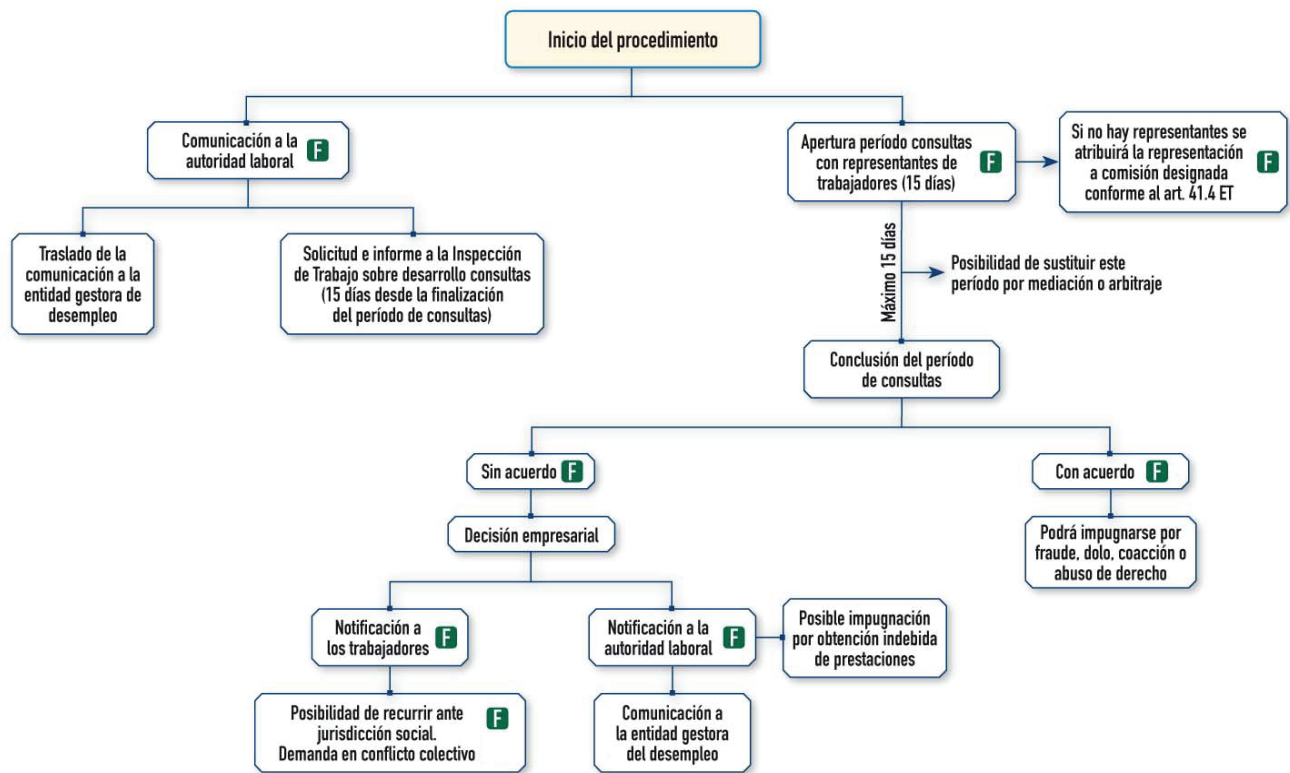 Inicio del procedimiento
Comunicación a la
autoridad laboral
F
Apertura período consultas
con representantes de
trabajadores (15 días)
F
Si no hay representantes se
atribuirá la representación
a comisión designada
conforme al art. 41.4 ET
F
Traslado de la
comunicación a la
entidad gestora de
desempleo
Solicitud e informe a la Inspección
de Trabajo sobre desarrollo consultas
(15 días desde la finalización
del período de consultas)
Máximo 15 días
Posibilidad de sustituir este
período por mediación o arbitraje
Conclusión del período
de consultas
Sin acuerdo F
Con acuerdo F
Decisión empresarial
Podrá impugnarse por
fraude, dolo, coacción o
abuso de derecho
Notificación a
los trabajadores
F
Notificación a la
autoridad laboral
F
Posible impugnación
por obtención indebida
de prestaciones
Posibilidad de recurrir ante
jurisdicción social.
Demanda en conflicto colectivo
F
Comunicación a
la entidad gestora
del desempleo